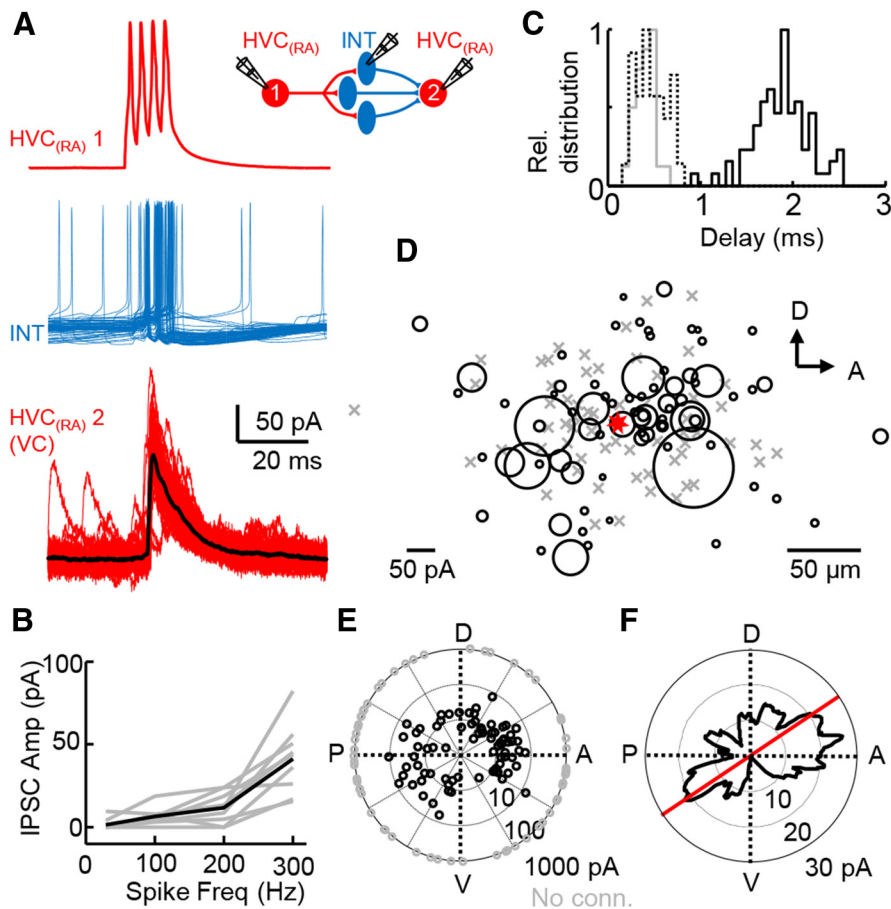 A
HVC(RA)
INT
HVC(RA)
1
2
HVC(RA) 1
INT
HVC(RA) 2
(VC)
50 pA
20 ms
B
IPSC Amp (pA)
100
50
0
100 200 300
Spike Freq (Hz)
C
Rel.
distribution
1
0
0 1 2 3
Delay (ms)
D
D
A
50 pA
50 µm
E
D
P
A
V
10
100
1000 pA
No conn.
F
D
P
A
V
10
20
30 pA